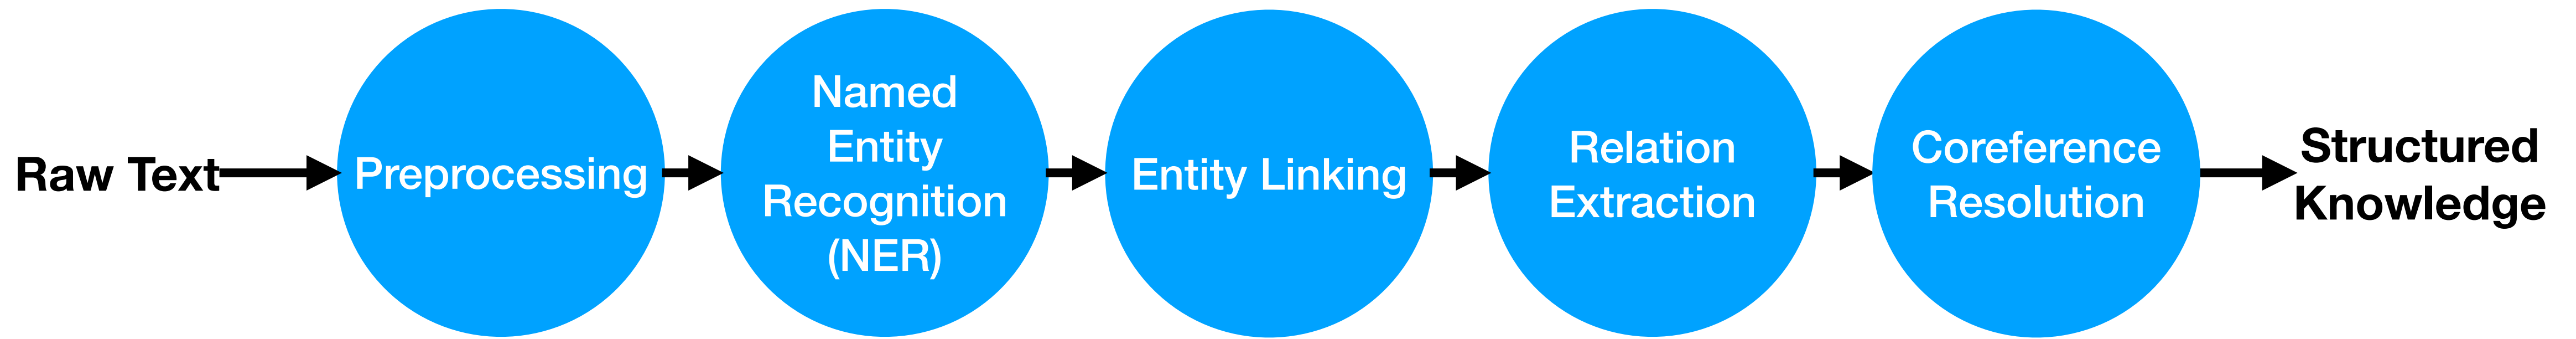 Raw Text
Preprocessing
Named
Entity
Recognition
(NER)
Entity Linking
Relation
Extraction
Coreference
Resolution
Structured
Knowledge